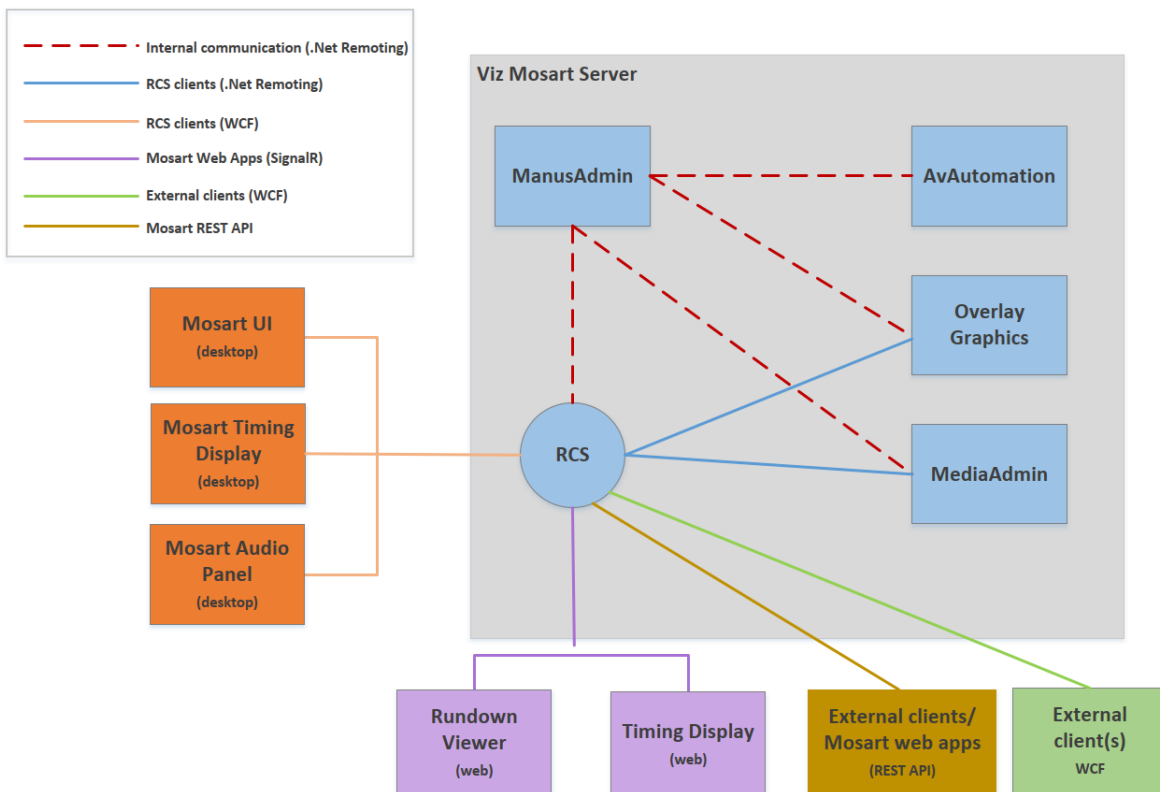 Internal communication (.Net Remoting)
RCS clients (.Net Remoting)
RCS clients (WCF)
Mosart Web Apps (SignalR)
External clients (WCF)
Mosart REST API
Viz Mosart Server
ManusAdmin
AvAutomation
Overlay
Graphics
MediaAdmin
RCS
Mosart UI
(desktop)
Mosart Timing
Display
(desktop)
Mosart Audio
Panel
(desktop)
Rundown
Viewer
(web)
Timing Display
(web)
External clients/
Mosart web apps
(REST API)
External
client(s)
WCF